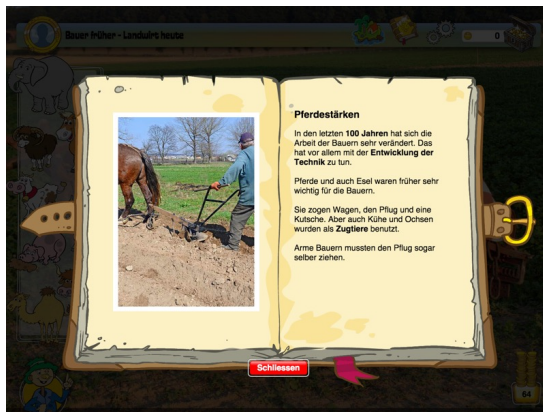 Bauer früher - Landwirt heute
0
Pferdestärken
In den letzten 100 Jahren hat sich die
Arbeit der Bauern sehr verändert. Das
hat vor allem mit der Entwicklung der
Technik zu tun.
Pferde und auch Esel waren früher sehr
wichtig für die Bauern.
Sie zogen Wagen, den Pflug und eine
Kutsche. Aber auch Kühe und Ochsen
wurden als Zugtiere benutzt.
Arme Bauern mussten den Pflug sogar
selber ziehen.
Schliessen
64